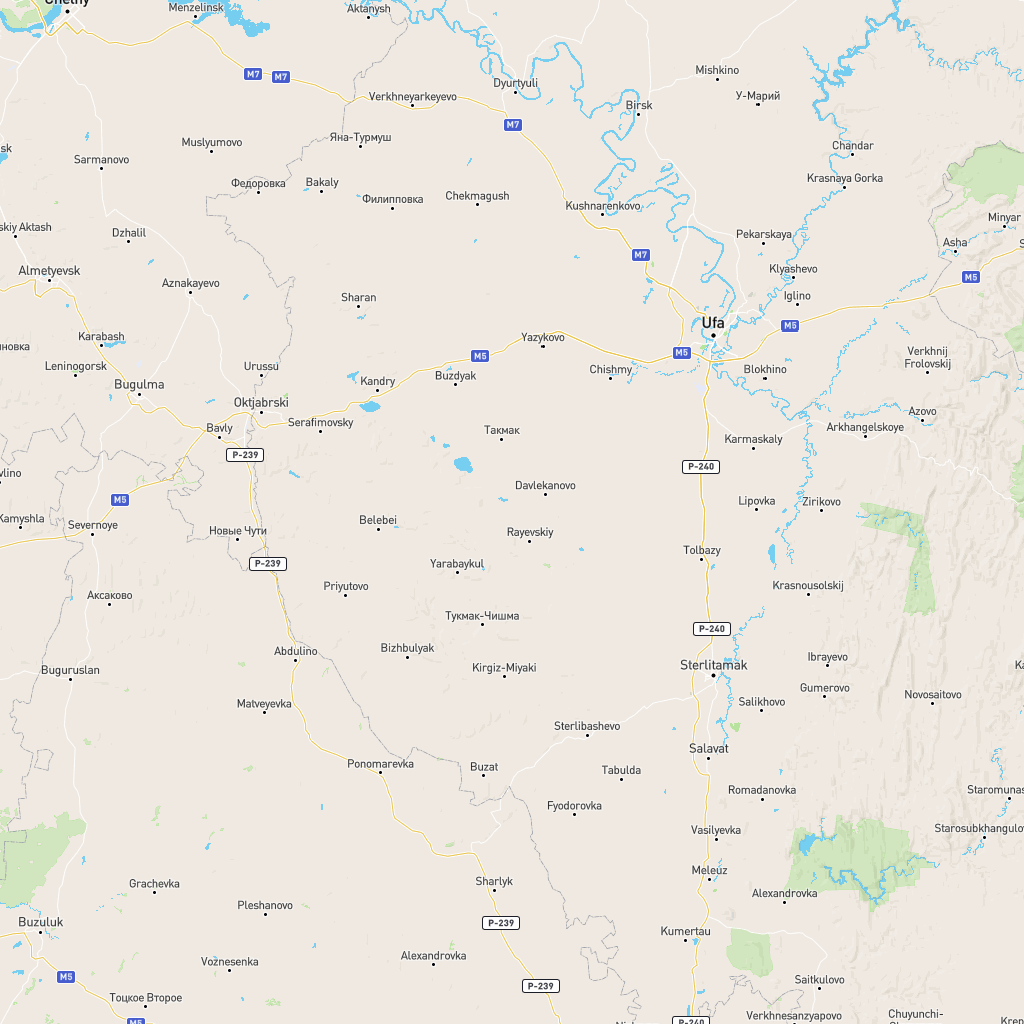 Chelny
Menzelinsk
Aktanysh
M7
M7
Mishkino
Dyurtyuli
У-Марий
Verkhneyarkeyevo
Birsk
M7
Яна-Турмуш
Muslyumovo
Chandar
Sarmanovo
Krasnaya Gorka
Федоровка
Bakaly
Филипповка
Chekmagush
Kushnarenkovo
Minyar
Dzhalil
Pekarskaya
Asha
M7
Almetyevsk
Klyashevo
M5
Aznakayevo
Sharan
Iglino
Ufa
M5
Karabash
Yazykovo
M5
M5
Verkhnij
Frolovskij
Leninogorsk
Urussu
Buzdyak
Chishmy
Blokhino
Bugulma
Kandry
Oktjabrski
Azovo
Serafimovsky
Bavly
Такмак
Arkhangelskoye
Karmaskaly
P-239
P-240
Davlekanovo
M5
Lipovka
Zirikovo
Kamyshla
Severnoye
Новые Чути
Belebei
Rayevskiy
Tolbazy
P-239
Yarabaykul
Priyutovo
Krasnousolskij
Аксаково
Тукмак-Чишма
P-240
Abdulino
Bizhbulyak
Ibrayevo
Buguruslan
Kirgiz-Miyaki
Sterlitamak
Gumerovo
Novosaitovo
Matveyevka
Salikhovo
Sterlibashevo
Salavat
Ponomarevka
Buzat
Tabulda
Romadanovka
Fyodorovka
Vasilyevka
Meleuz
Grachevka
Sharlyk
Alexandrovka
Pleshanovo
Buzuluk
P-239
Kumertau
Voznesenka
Alexandrovka
M5
P-239
Saitkulovo
Тоцкое Второе
Verkhnesanzyapovo
Chuyunchi-
M5
P-240